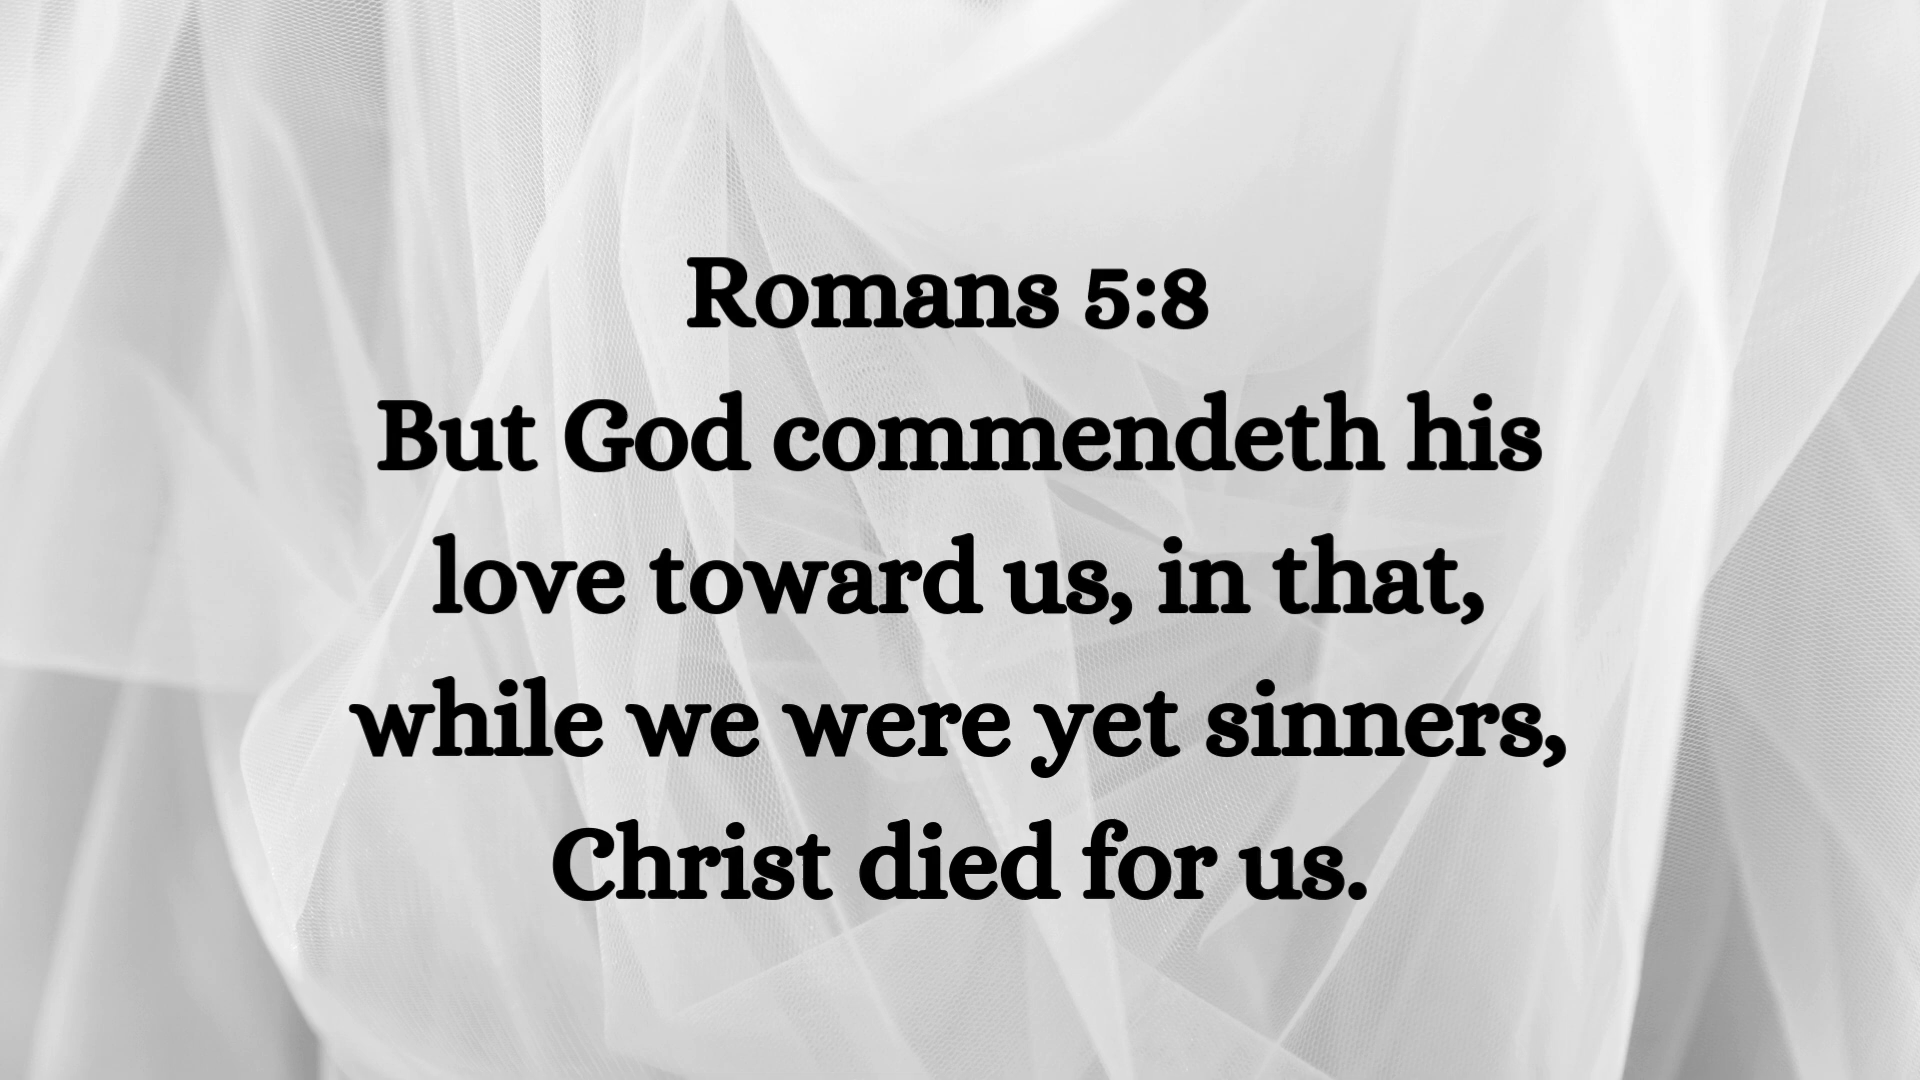 Romans 5:8
But God commendeth his
love toward us, in that,
while we were yet sinners,
Christ died for us.